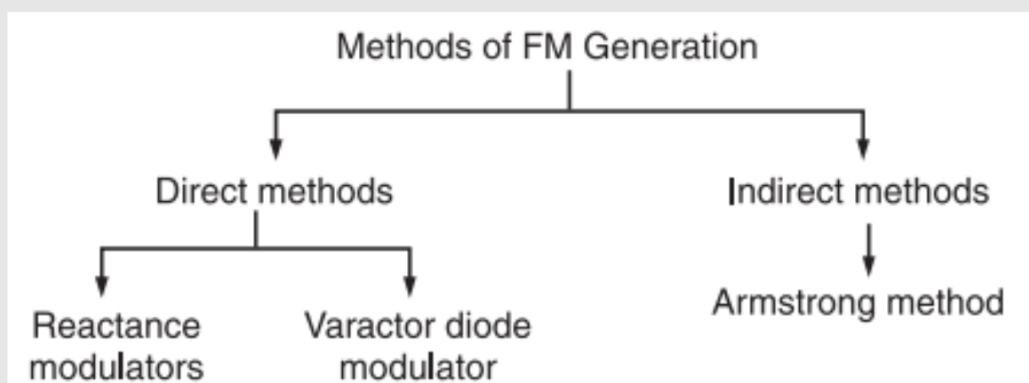 Methods of FM Generation
Direct methods
Indirect methods
Reactance
modulators
Varactor diode
modulator
Armstrong method